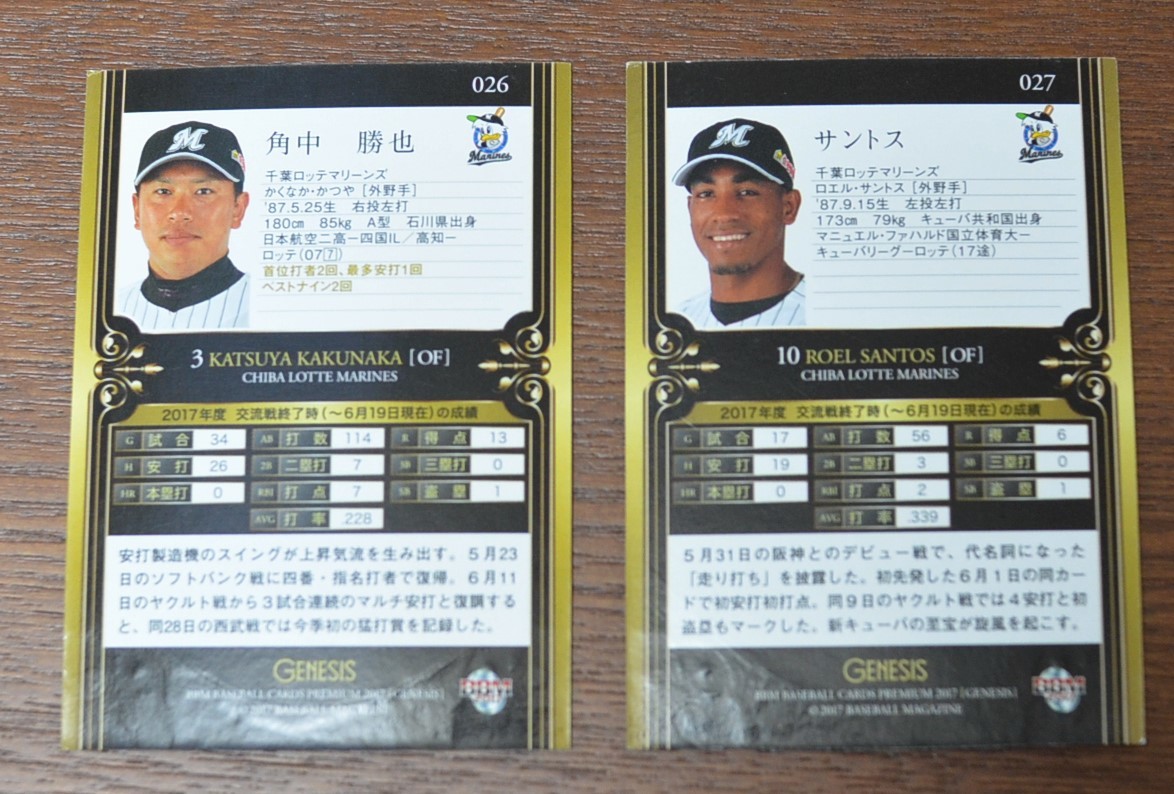 026
角中 勝也
Marines
千葉ロッテマリーンズ
かくなか・かつや [外野手]
'87.5.25生 右投左打
180cm 85kg A型 石川県出身
日本航空二高－四国IL／高知－
ロッテ(07⑦)
首位打者2回、最多安打1回
ベストナイン2回
3 KATSUYA KAKUNAKA [OF]
CHIBA LOTTE MARINES
2017年度 交流戦終了時(～6月19日現在)の成績
G 試合 34 AB 打数 114 R 得点 13
H 安打 26 2B 二塁打 7 3B 三塁打 0
HR 本塁打 0 RBI 打点 7 SB 盗塁 1
AVG 打率 .228
安打製造機のスイングが上昇気流を生み出す。5月23
日のソフトバンク戦に四番・指名打者で復帰。6月11
日のヤクルト戦から3試合連続のマルチ安打と復調する
と、同28日の西武戦では今季初の猛打賞を記録した。
GENESIS
BBM BASEBALL CARDS PREMIUM 2017 [GENESIS]
©2017 BASEBALL MAGAZINE
BBM
027
サントス
Marines
千葉ロッテマリーンズ
ロエル・サントス [外野手]
'87.9.15生 左投左打
173cm 79kg キューバ共和国出身
マニュエル・ファハルド国立体育大－
キューバリーグーロッテ(17途)
10 ROEL SANTOS [OF]
CHIBA LOTTE MARINES
2017年度 交流戦終了時(～6月19日現在)の成績
G 試合 17 AB 打数 56 R 得点 6
H 安打 19 2B 二塁打 3 3B 三塁打 0
HR 本塁打 0 RBI 打点 2 SB 盗塁 1
AVG 打率 .339
5月31日の阪神とのデビュー戦で、代名詞になった
「走り打ち」を披露した。初先発した6月1日の同カー
ドで初安打初打点。同9日のヤクルト戦では4安打と初
盗塁もマークした。新キューバの至宝が旋風を起こす。
GENESIS
BBM BASEBALL CARDS PREMIUM 2017 [GENESIS]
©2017 BASEBALL MAGAZINE
BBM